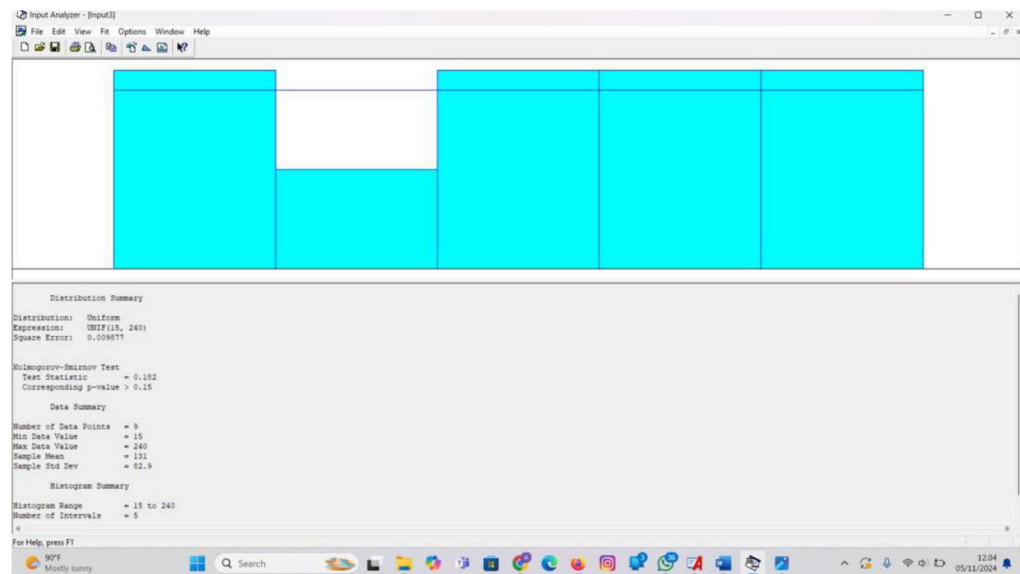 Input Analyzer - [Input3]
File Edit View Fit Options Window Help
Distribution Summary
Distribution: Uniform
Expression: UNIF(15, 240)
Square Error: 0.009877
Kolmogorov-Smirnov Test
Test Statistic = 0.182
Corresponding p-value > 0.15
Data Summary
Number of Data Points = 9
Min Data Value = 15
Max Data Value = 240
Sample Mean = 131
Sample Std Dev = 82.9
Histogram Summary
Histogram Range = 15 to 240
Number of Intervals = 5
For Help, press F1
90°F
Mostly sunny
Search
12.04
05/11/2024